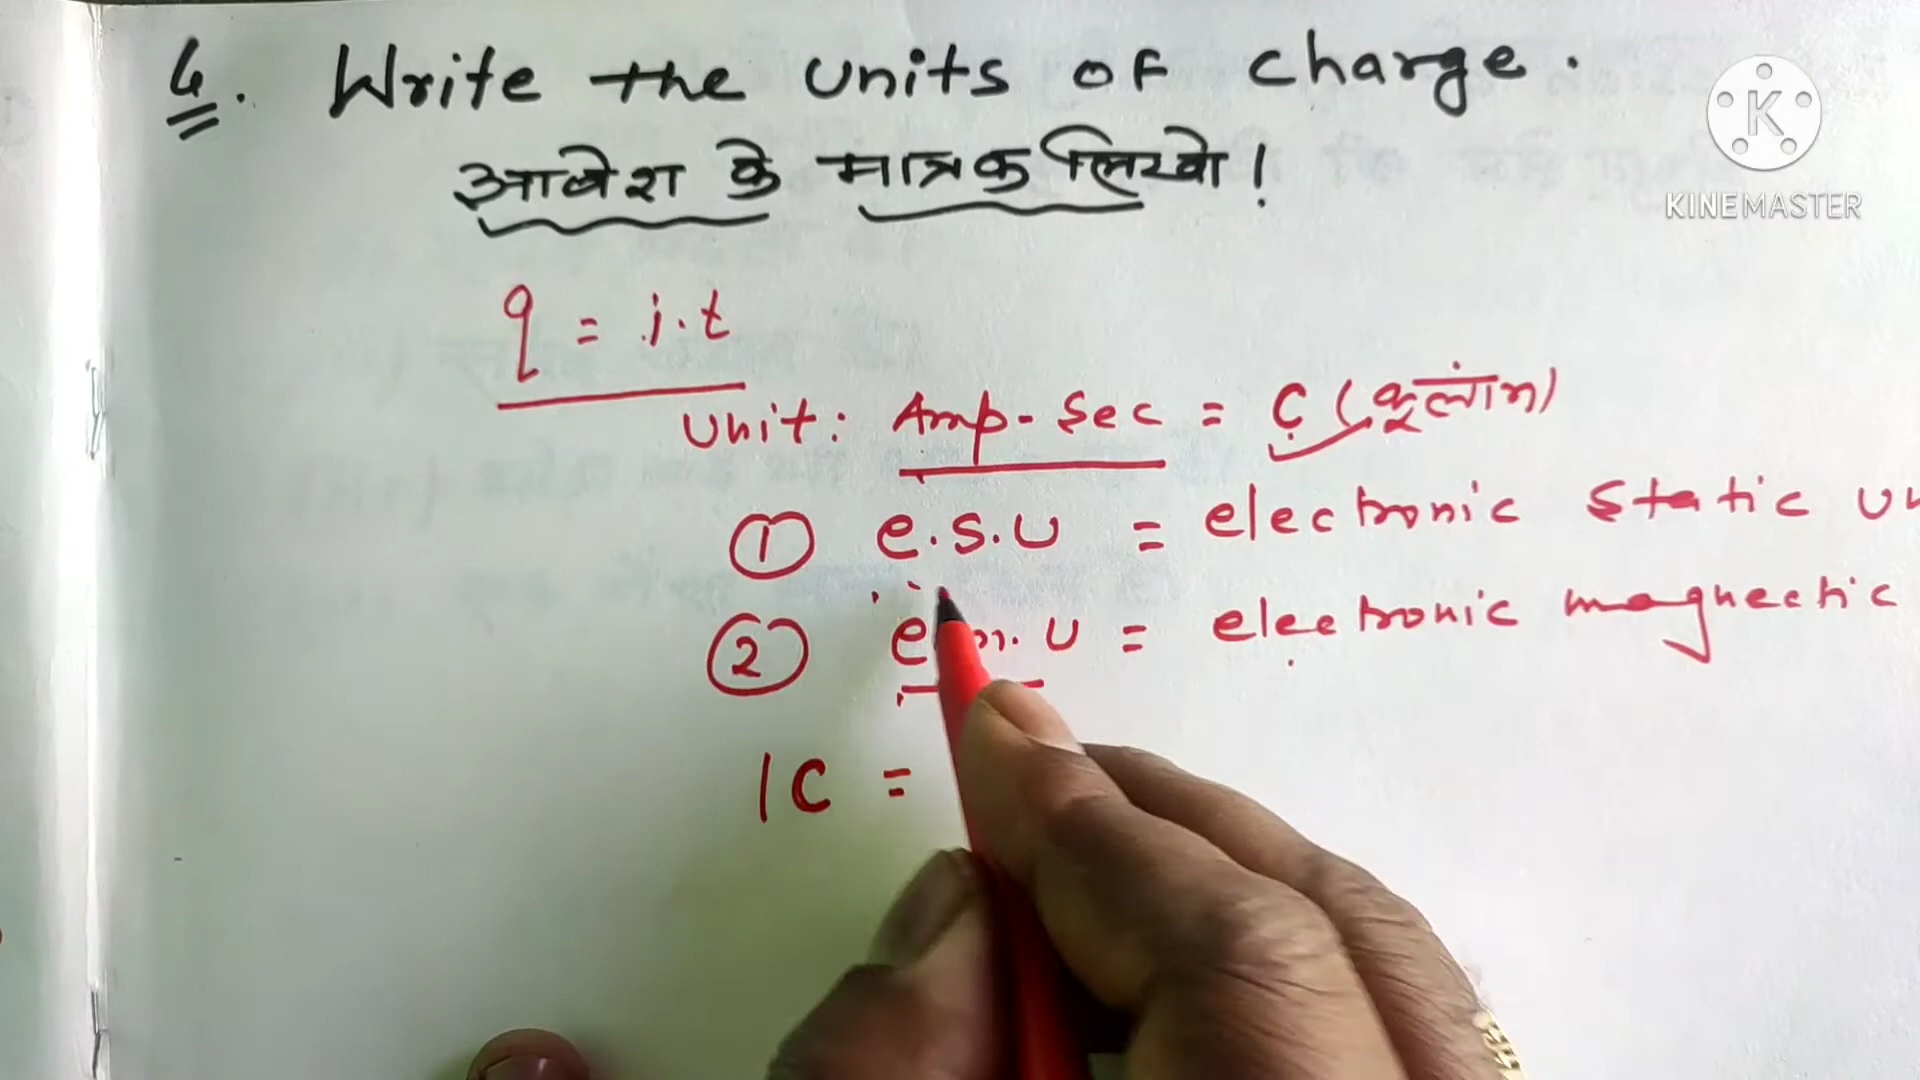 4. Write the units of charge.
आवेश के मात्रक लिखो!
q = i.t
Unit: Amp-Sec = C (कूलांम)
① e.s.u = electronic static un
② e.m.u = electronic magnectic
1C =
K
KINEMASTER